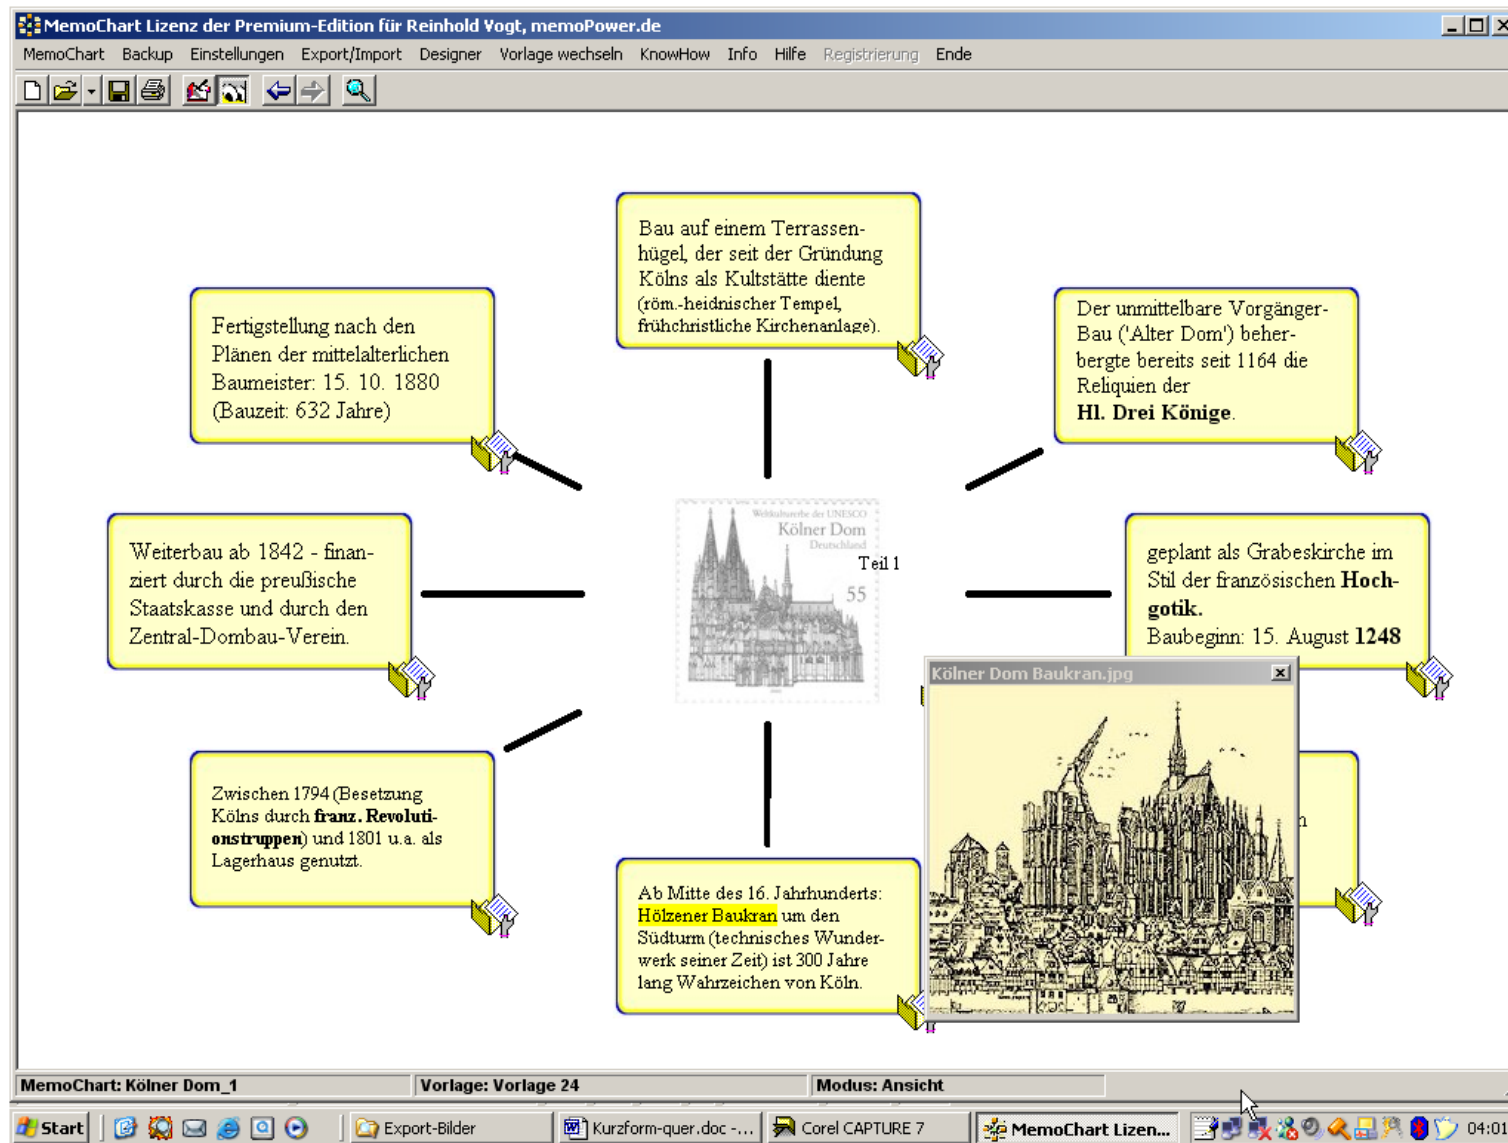 MemoChart Lizenz der Premium-Edition für Reinhold Vogt, memoPower.de
MemoChart Backup Einstellungen Export/Import Designer Vorlage wechseln KnowHow Info Hilfe Registrierung Ende
Bau auf einem Terrassen-
hügel, der seit der Gründung
Kölns als Kultstätte diente
(röm.-heidnischer Tempel,
frühchristliche Kirchenanlage).
Der unmittelbare Vorgänger-
Bau ('Alter Dom') beher-
bergte bereits seit 1164 die
Reliquien der
Hl. Drei Könige.
Fertigstellung nach den
Plänen der mittelalterlichen
Baumeister: 15. 10. 1880
(Bauzeit: 632 Jahre)
Weltkulturerbe der UNESCO
Kölner Dom
Deutschland
Teil 1
55
geplant als Grabeskirche im
Stil der französischen Hoch-
gotik.
Baubeginn: 15. August 1248
Weiterbau ab 1842 - finan-
ziert durch die preußische
Staatskasse und durch den
Zentral-Dombau-Verein.
Kölner Dom Baukran.jpg
Zwischen 1794 (Besetzung
Kölns durch franz. Revoluti-
onstruppen) und 1801 u.a. als
Lagerhaus genutzt.
Ab Mitte des 16. Jahrhunderts:
Hölzener Baukran um den
Südturm (technisches Wunder-
werk seiner Zeit) ist 300 Jahre
lang Wahrzeichen von Köln.
MemoChart: Kölner Dom_1 Vorlage: Vorlage 24 Modus: Ansicht
Start Export-Bilder Kurzform-quer.doc -... Corel CAPTURE 7 MemoChart Lizen... 04:01